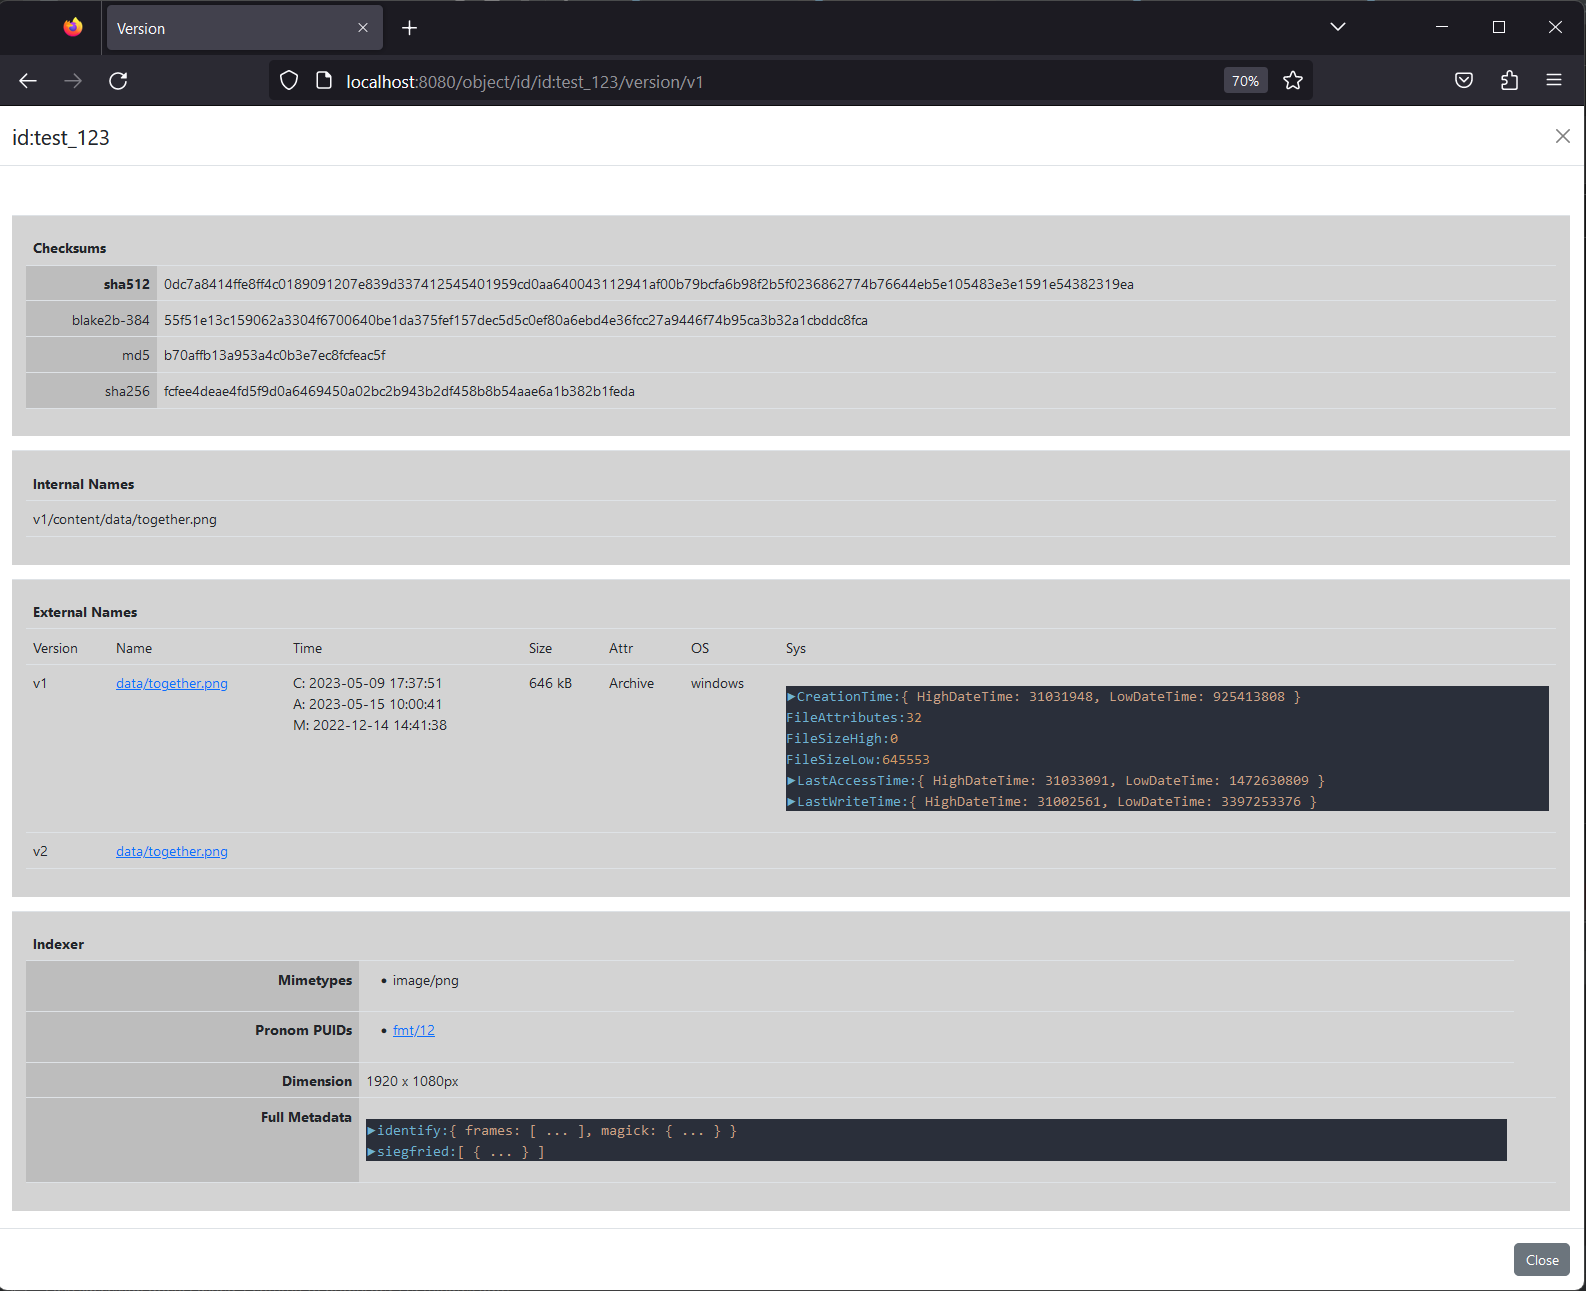 Version
localhost:8080/object/id/id:test_123/version/v1
70%
id:test_123
Checksums
sha512 0dc7a8414ffe8ff4c0189091207e839d337412545401959cd0aa640043112941af00b79bcfa6b98f2b5f0236862774b76644eb5e105483e3e1591e54382319ea
blake2b-384 55f51e13c159062a3304f6700640be1da375fef157dec5d5c0ef80a6ebd4e36fcc27a9446f74b95ca3b32a1cbddc8fca
md5 b70affb13a953a4c0b3e7ec8fcfeac5f
sha256 fcfee4deae4fd5f9d0a6469450a02bc2b943b2df458b8b54aae6a1b382b1feda
Internal Names
v1/content/data/together.png
External Names
Version Name Time Size Attr OS Sys
v1 data/together.png C: 2023-05-09 17:37:51 646 kB Archive windows
A: 2023-05-15 10:00:41
M: 2022-12-14 14:41:38
▶CreationTime:{ HighDateTime: 31031948, LowDateTime: 925413808 }
FileAttributes:32
FileSizeHigh:0
FileSizeLow:645553
▶LastAccessTime:{ HighDateTime: 31033091, LowDateTime: 1472630809 }
▶LastWriteTime:{ HighDateTime: 31002561, LowDateTime: 3397253376 }
v2 data/together.png
Indexer
Mimetypes • image/png
Pronom PUIDs • fmt/12
Dimension 1920 x 1080px
Full Metadata
▶identify:{ frames: [ ... ], magick: { ... } }
▶siegfried:[ { ... } ]
Close